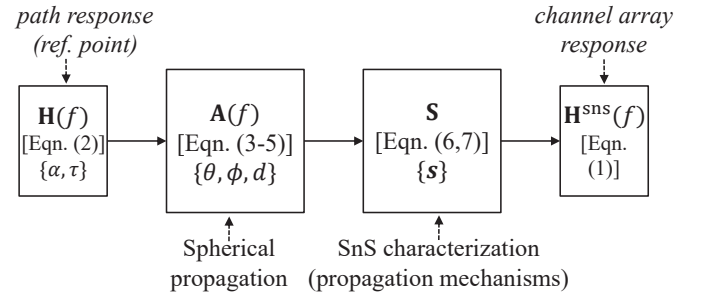 path response
(ref. point)
channel array
response
𝐇(𝑓)
[Eqn. (2)]
{𝛼, 𝜏}
𝐀(𝑓)
[Eqn. (3-5)]
{𝜃, 𝜙, 𝑑}
𝐒
[Eqn. (6,7)]
{𝒔}
𝐇ˢⁿˢ(𝑓)
[Eqn.
(1)]
Spherical
propagation
SnS characterization
(propagation mechanisms)